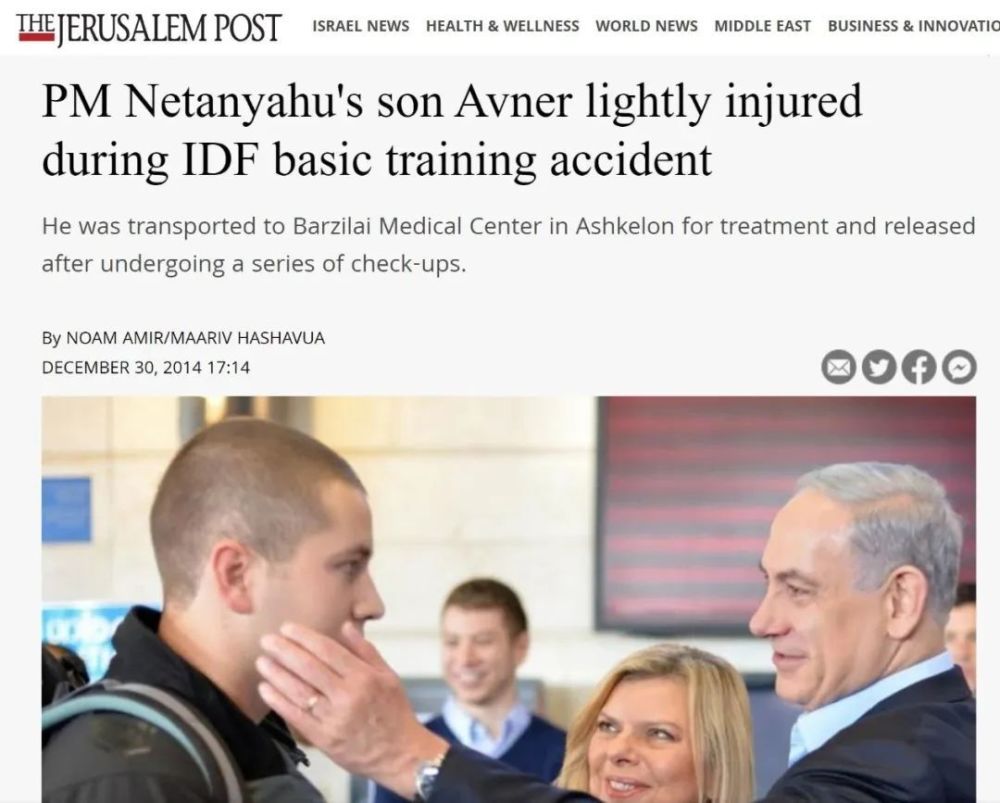 THE JERUSALEM POST
ISRAEL NEWS HEALTH & WELLNESS WORLD NEWS MIDDLE EAST BUSINESS & INNOVATIO
PM Netanyahu's son Avner lightly injured
during IDF basic training accident
He was transported to Barzilai Medical Center in Ashkelon for treatment and released
after undergoing a series of check-ups.
By NOAM AMIR/MAARIV HASHAVUA
DECEMBER 30, 2014 17:14